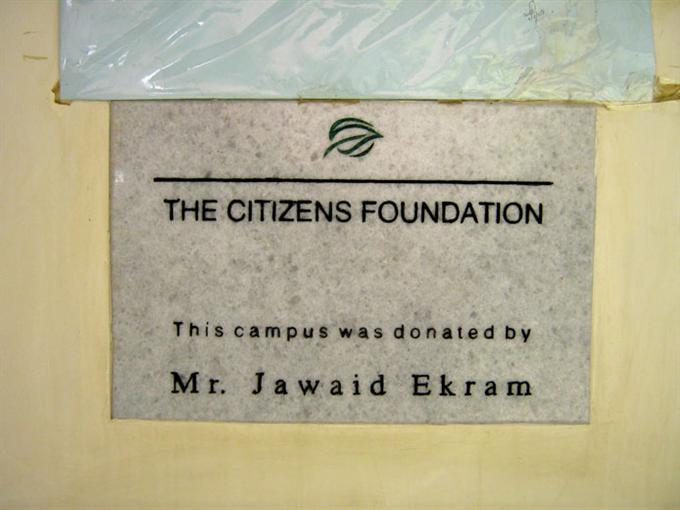 THE CITIZENS FOUNDATION
This campus was donated by
Mr. Jawaid Ekram